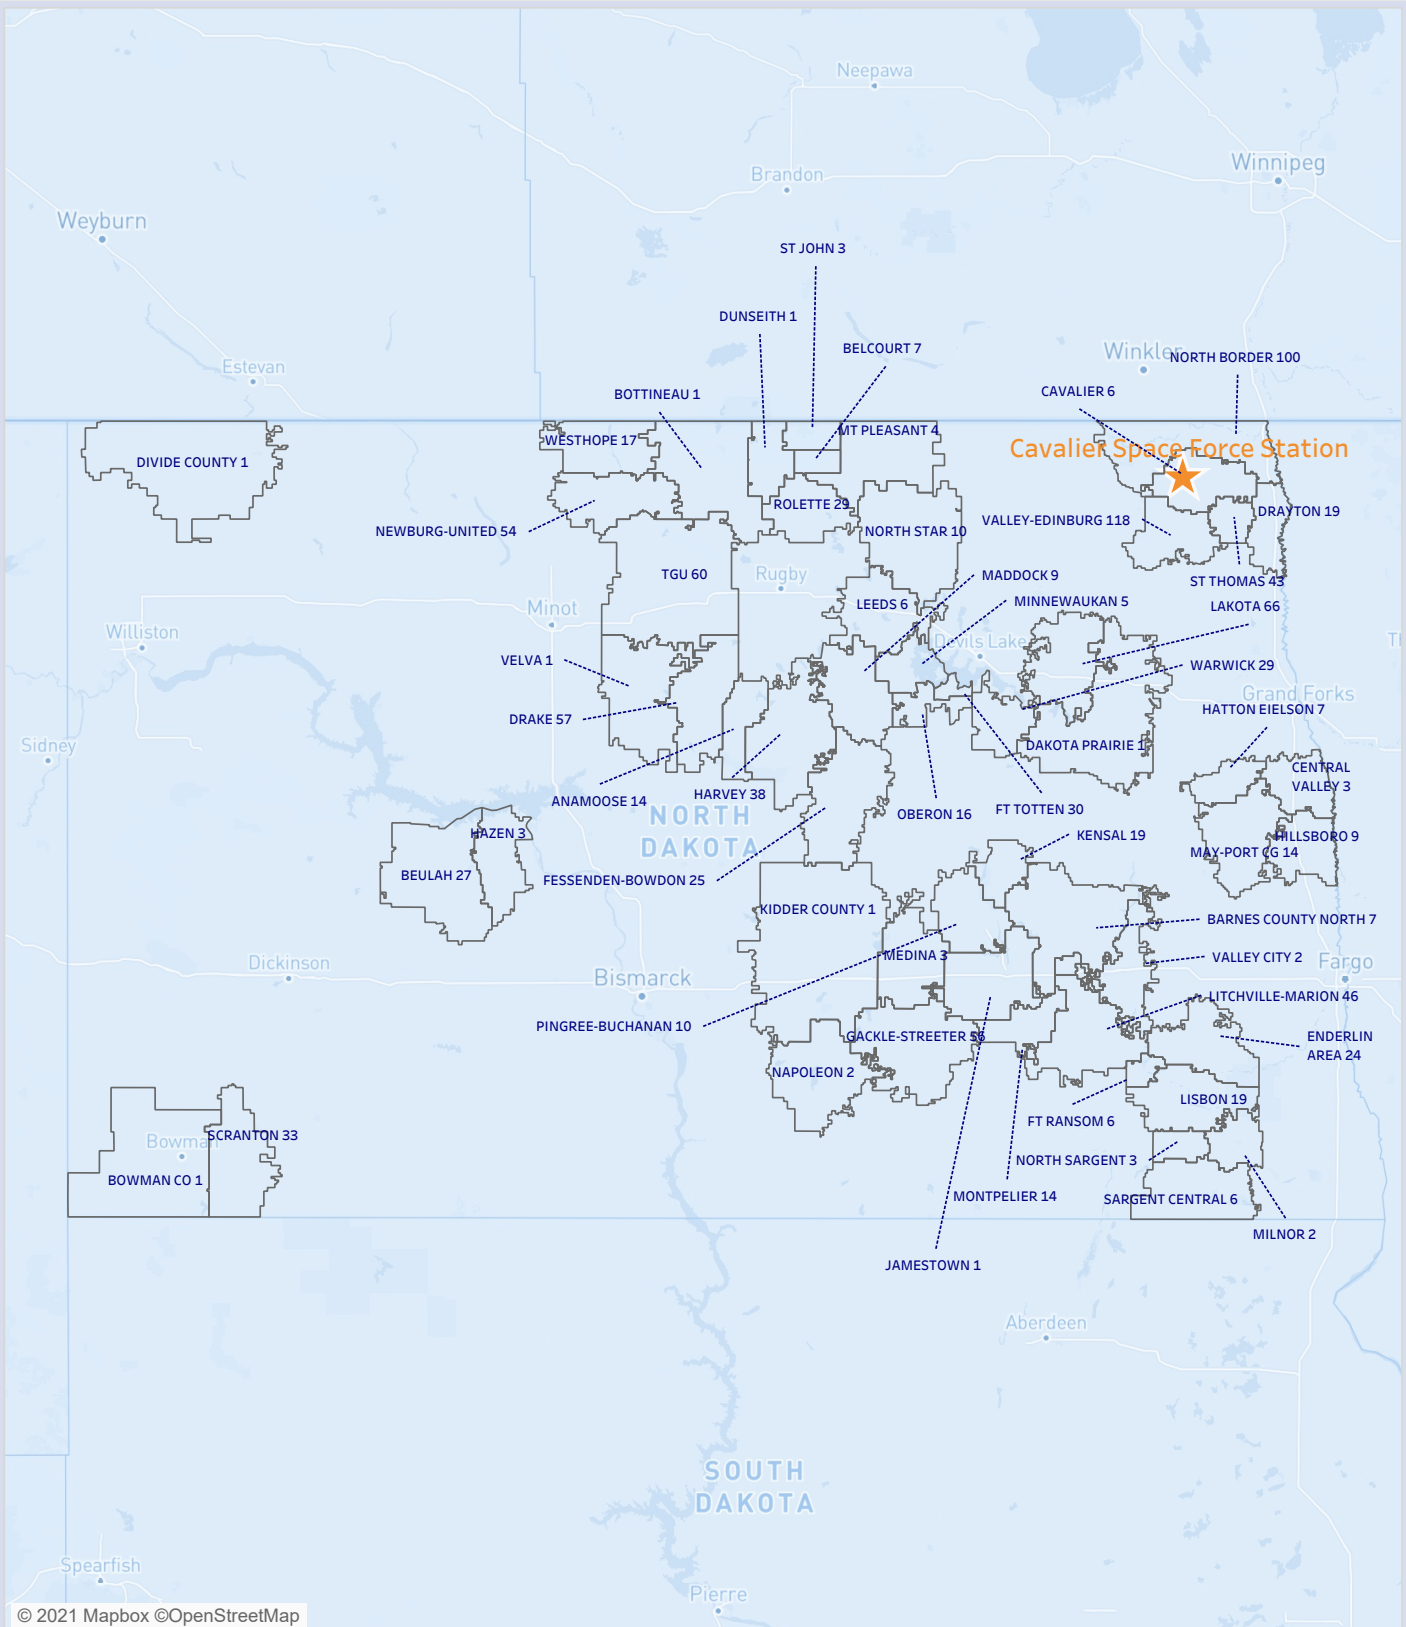 Neepawa
Winnipeg
Brandon
Weyburn
ST JOHN 3
DUNSEITH 1
BELCOURT 7
Winkler
NORTH BORDER 100
Estevan
CAVALIER 6
BOTTINEAU 1
MT PLEASANT 4
WESTHOPE 17
Cavalier Space Force Station
DIVIDE COUNTY 1
ROLETTE 29
DRAYTON 19
VALLEY-EDINBURG 118
NEWBURG-UNITED 54
NORTH STAR 10
TGU 60
Rugby
MADDOCK 9
ST THOMAS 43
MINNEWAUKAN 5
LEEDS 6
LAKOTA 66
Minot
Williston
Devils Lake
VELVA 1
WARWICK 29
Grand Forks
HATTON EIELSON 7
DRAKE 57
Sidney
DAKOTA PRAIRIE 1
CENTRAL
VALLEY 3
HARVEY 38
ANAMOOSE 14
FT TOTTEN 30
OBERON 16
NORTH
DAKOTA
HAZEN 3
KENSAL 19
HILLSBORO 9
MAY-PORT CG 14
BEULAH 27
FESSENDEN-BOWDON 25
KIDDER COUNTY 1
BARNES COUNTY NORTH 7
MEDINA 3
VALLEY CITY 2
Dickinson
Fargo
Bismarck
LITCHVILLE-MARION 46
PINGREE-BUCHANAN 10
GACKLE-STREETER 56
ENDERLIN
AREA 24
NAPOLEON 2
LISBON 19
FT RANSOM 6
SCRANTON 33
Bowman
NORTH SARGENT 3
BOWMAN CO 1
MONTPELIER 14
SARGENT CENTRAL 6
MILNOR 2
JAMESTOWN 1
Aberdeen
SOUTH
DAKOTA
Spearfish
Pierre
© 2021 Mapbox ©OpenStreetMap